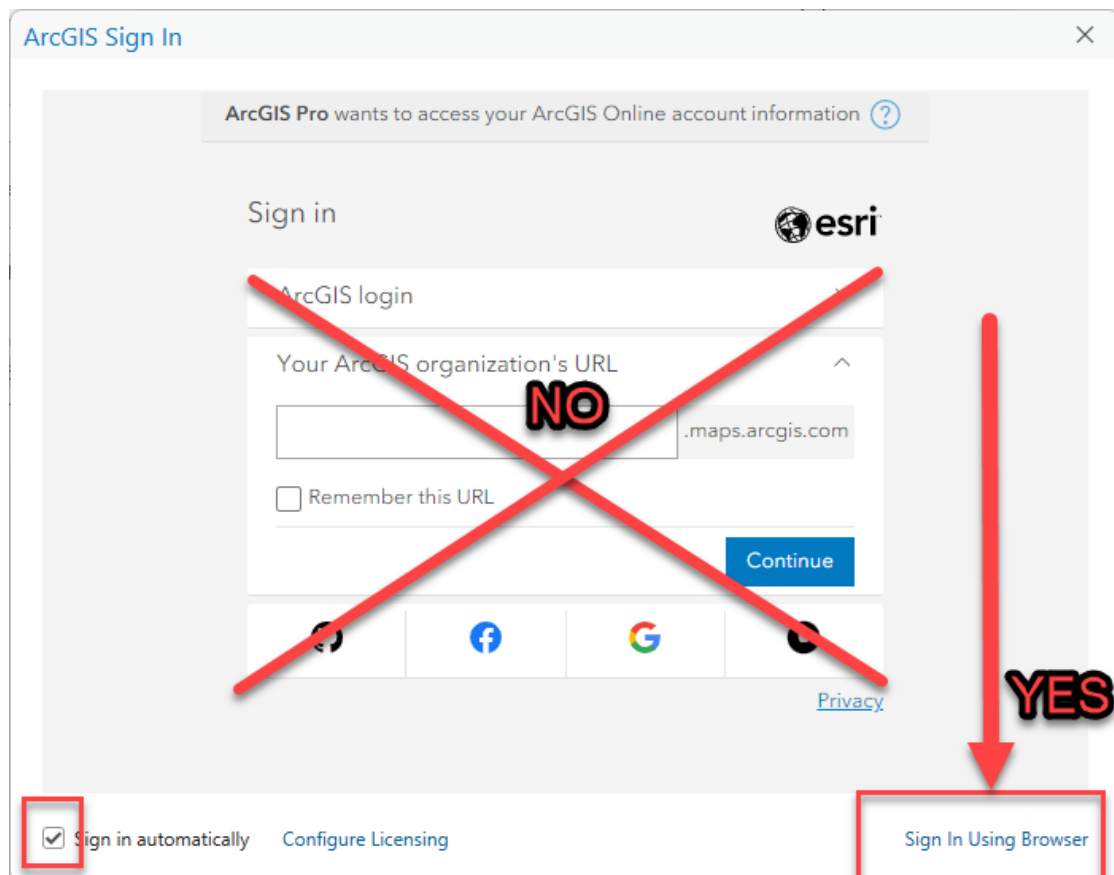 ArcGIS Sign In
ArcGIS Pro wants to access your ArcGIS Online account information ?
Sign in
esri
ArcGIS login
Your ArcGIS organization's URL
NO
.maps.arcgis.com
Remember this URL
Continue
Privacy
YES
Sign in automatically Configure Licensing Sign In Using Browser